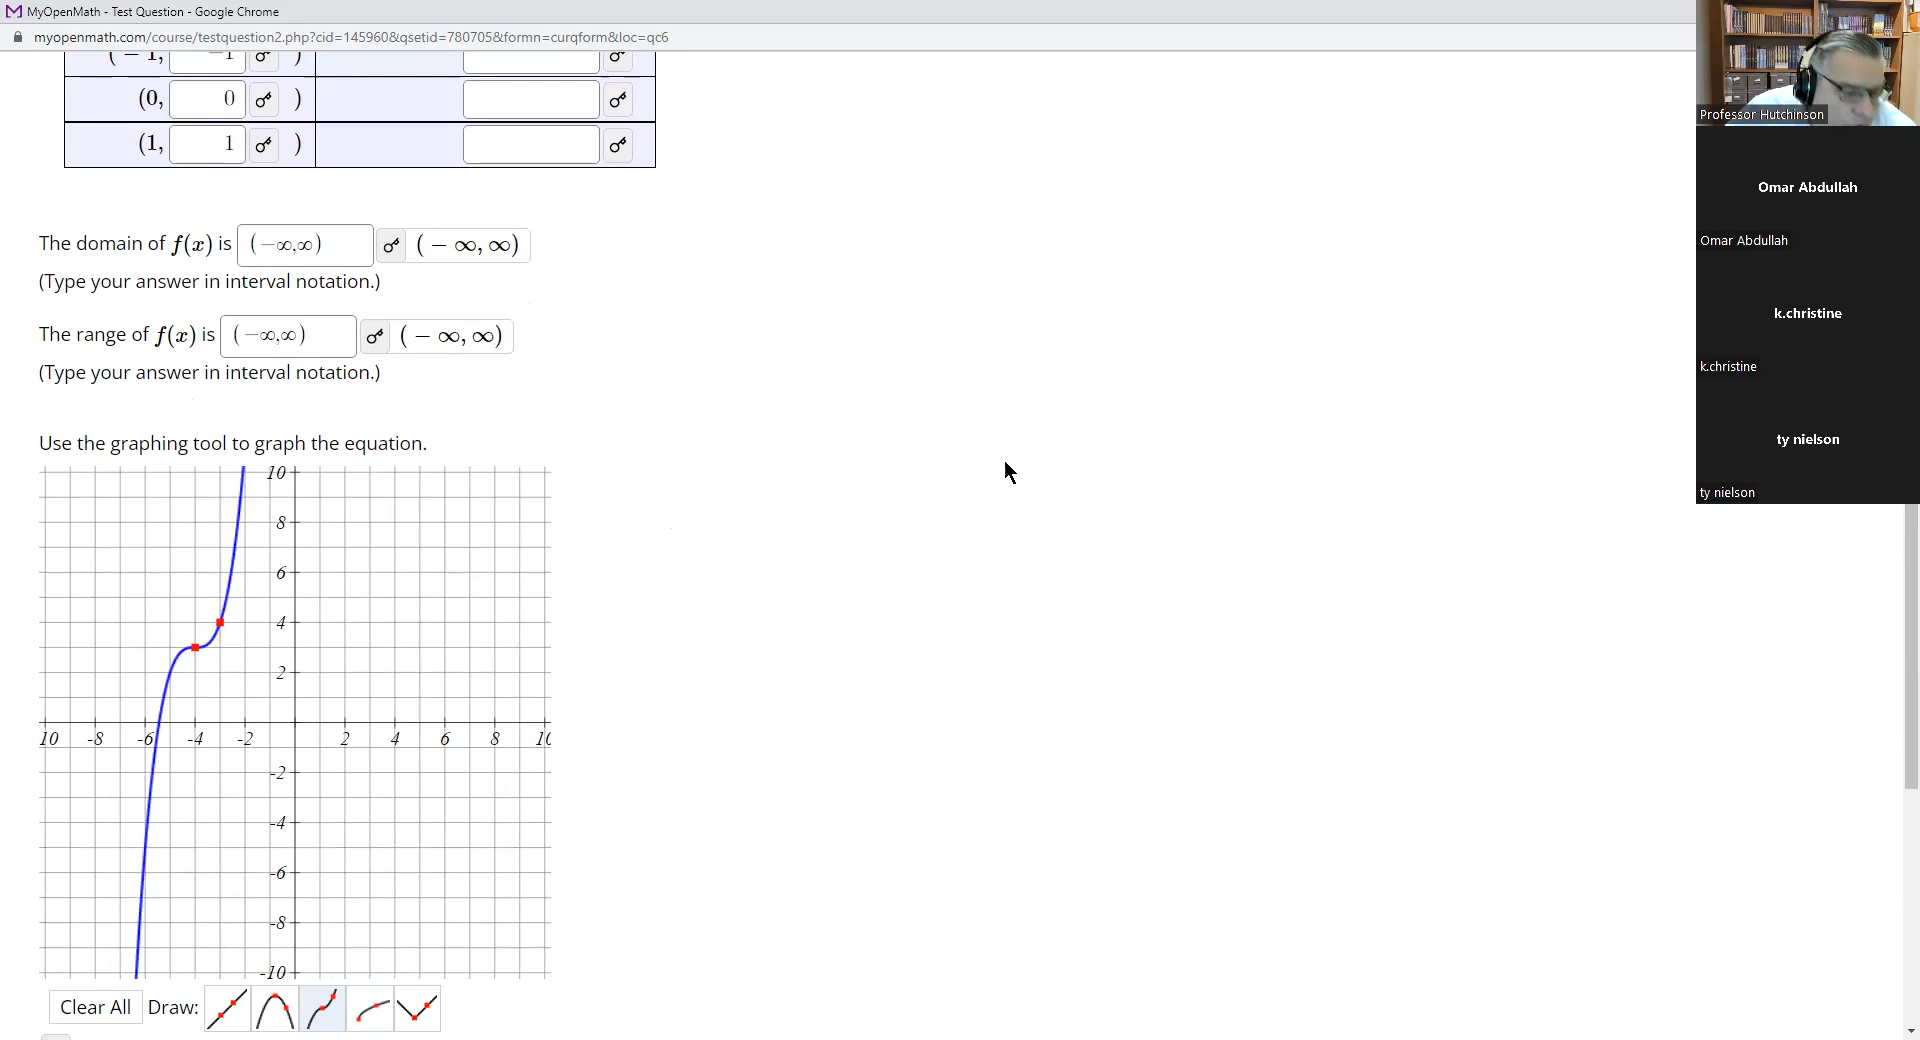 MyOpenMath - Test Question - Google Chrome
myopenmath.com/course/testquestion2.php?cid=145960&qsetid=780705&formn=curqform&loc=qc6
(−1, −1 )
(0, 0 )
(1, 1 )
The domain of f(x) is (−∞,∞) (−∞, ∞)
(Type your answer in interval notation.)
The range of f(x) is (−∞,∞) (−∞, ∞)
(Type your answer in interval notation.)
Use the graphing tool to graph the equation.
10
8
6
4
2
10 -8 -6 -4 -2 2 4 6 8 10
-2
-4
-6
-8
-10
Clear All Draw:
Professor Hutchinson
Omar Abdullah
Omar Abdullah
k.christine
k.christine
ty nielson
ty nielson